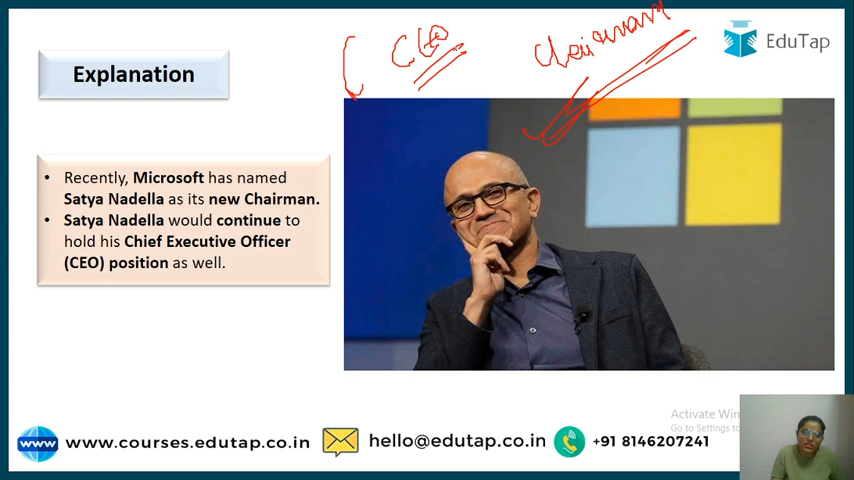 CEO
Chairman
EduTap
Explanation
• Recently, Microsoft has named
Satya Nadella as its new Chairman.
• Satya Nadella would continue to
hold his Chief Executive Officer
(CEO) position as well.
Activate Win
Go to Settings to
www
www.courses.edutap.co.in
hello@edutap.co.in
+91 8146207241